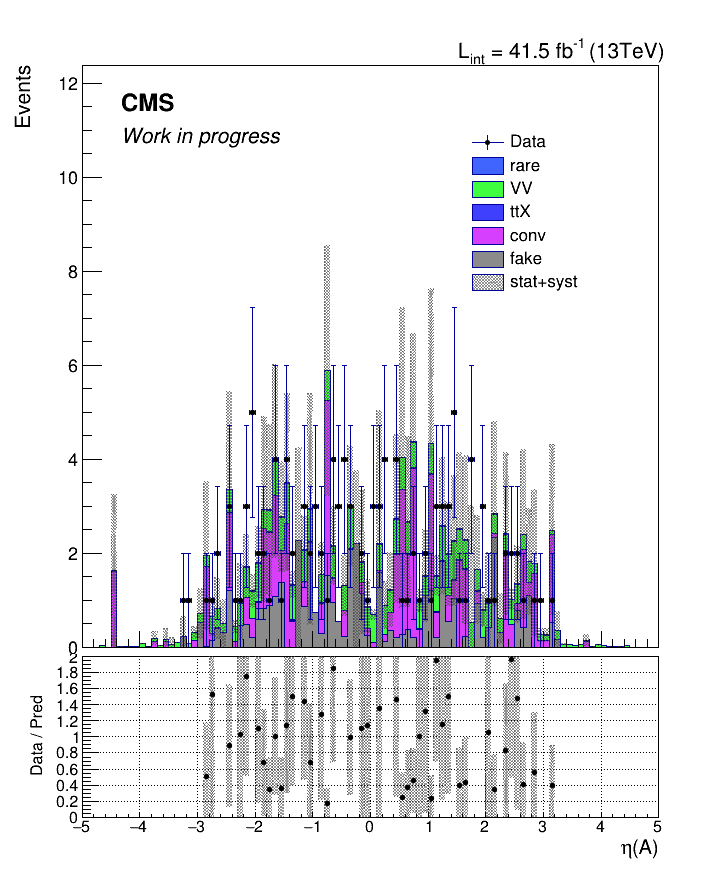 L_int = 41.5 fb^-1 (13TeV)
Events
CMS
Work in progress
Data
rare
VV
ttX
conv
fake
stat+syst
12
10
8
6
4
2
0
Data / Pred
2
1.8
1.6
1.4
1.2
1
0.8
0.6
0.4
0.2
0
−5 −4 −3 −2 −1 0 1 2 3 4 5
η(A)